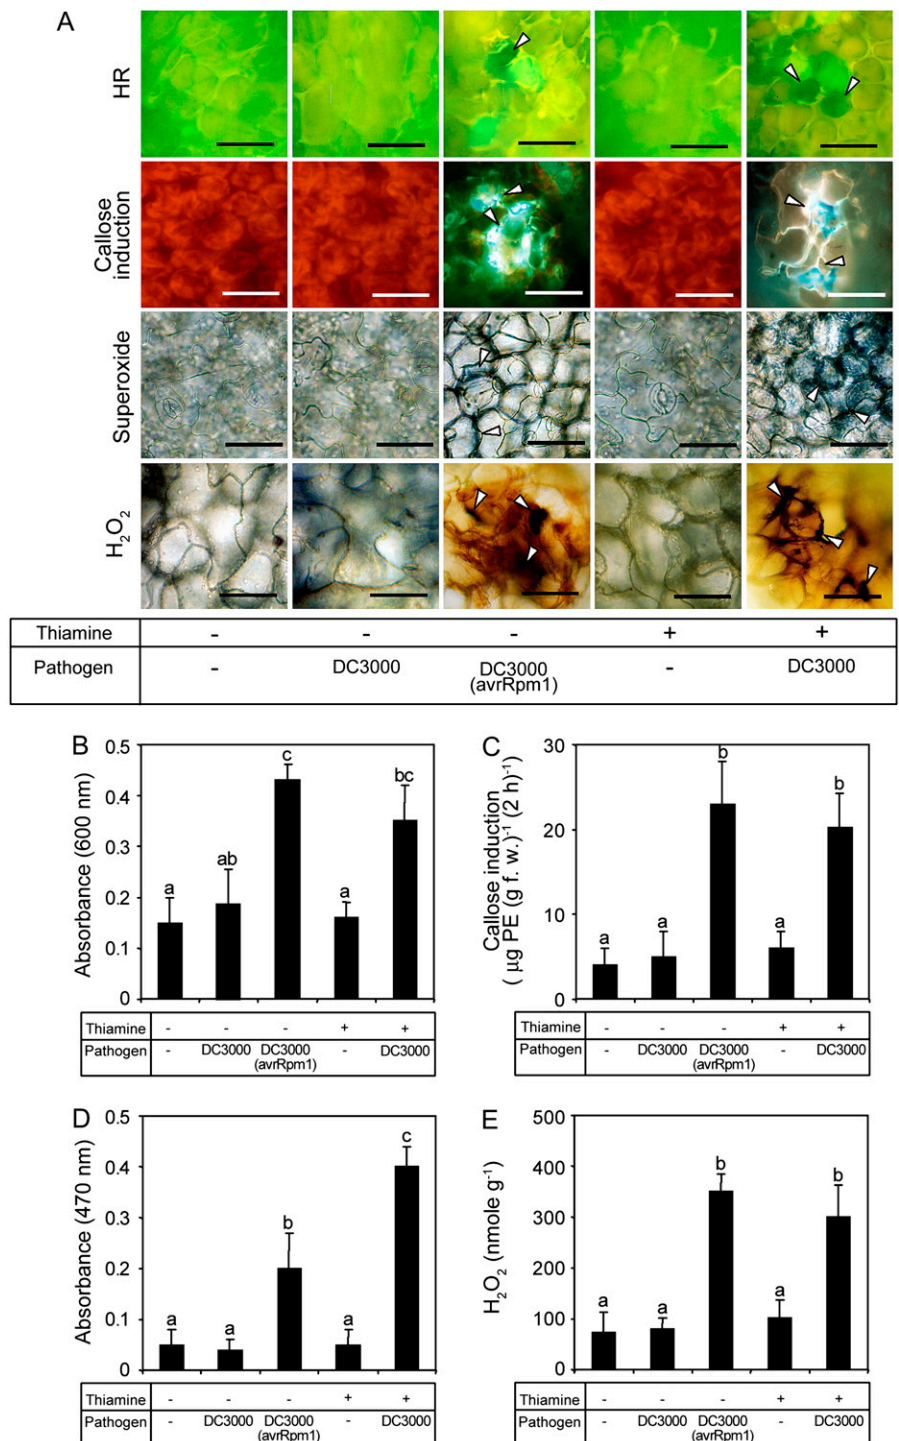 A
HR
Callose
induction
Superoxide
H₂O₂
Thiamine - - - + +
Pathogen - DC3000 DC3000 - DC3000
(avrRpm1)
B
Absorbance (600 nm)
0.5
0.4
0.3
0.2
0.1
0
a ab c a bc
Thiamine - - - + +
Pathogen - DC3000 DC3000 - DC3000
(avrRpm1)
C
Callose induction
( µg PE (g f. w.)⁻¹ (2 h)⁻¹)
30
20
10
0
a a b a b
Thiamine - - - + +
Pathogen - DC3000 DC3000 - DC3000
(avrRpm1)
D
Absorbance (470 nm)
0.5
0.4
0.3
0.2
0.1
0
a a b a c
Thiamine - - - + +
Pathogen - DC3000 DC3000 - DC3000
(avrRpm1)
E
H₂O₂ (nmole g⁻¹)
500
400
300
200
100
0
a a b a b
Thiamine - - - + +
Pathogen - DC3000 DC3000 - DC3000
(avrRpm1)